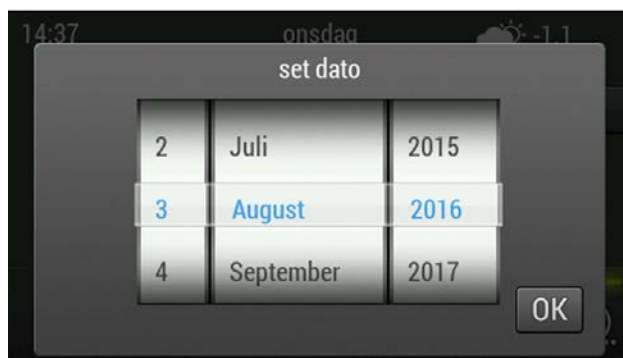 14:37 onsdag -1.1
set dato
2 Juli 2015
3 August 2016
4 September 2017
OK